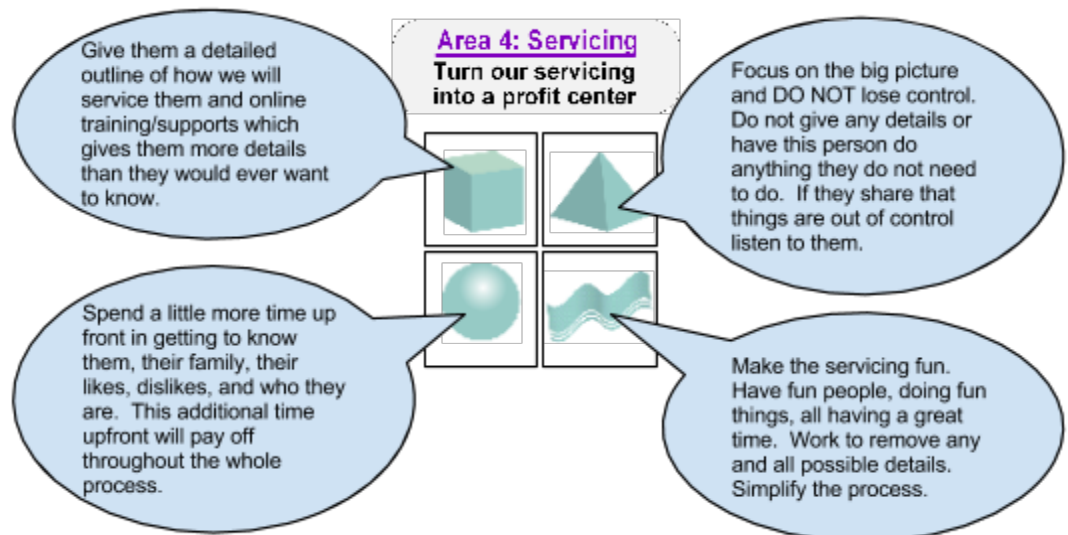 Area 4: Servicing
Turn our servicing
into a profit center
Give them a detailed
outline of how we will
service them and online
training/supports which
gives them more details
than they would ever want
to know.
Focus on the big picture
and DO NOT lose control.
Do not give any details or
have this person do
anything they do not need
to do.  If they share that
things are out of control
listen to them.
Spend a little more time up
front in getting to know
them, their family, their
likes, dislikes, and who they
are.  This additional time
upfront will pay off
throughout the whole
process.
Make the servicing fun.
Have fun people, doing fun
things, all having a great
time.  Work to remove any
and all possible details.
Simplify the process.